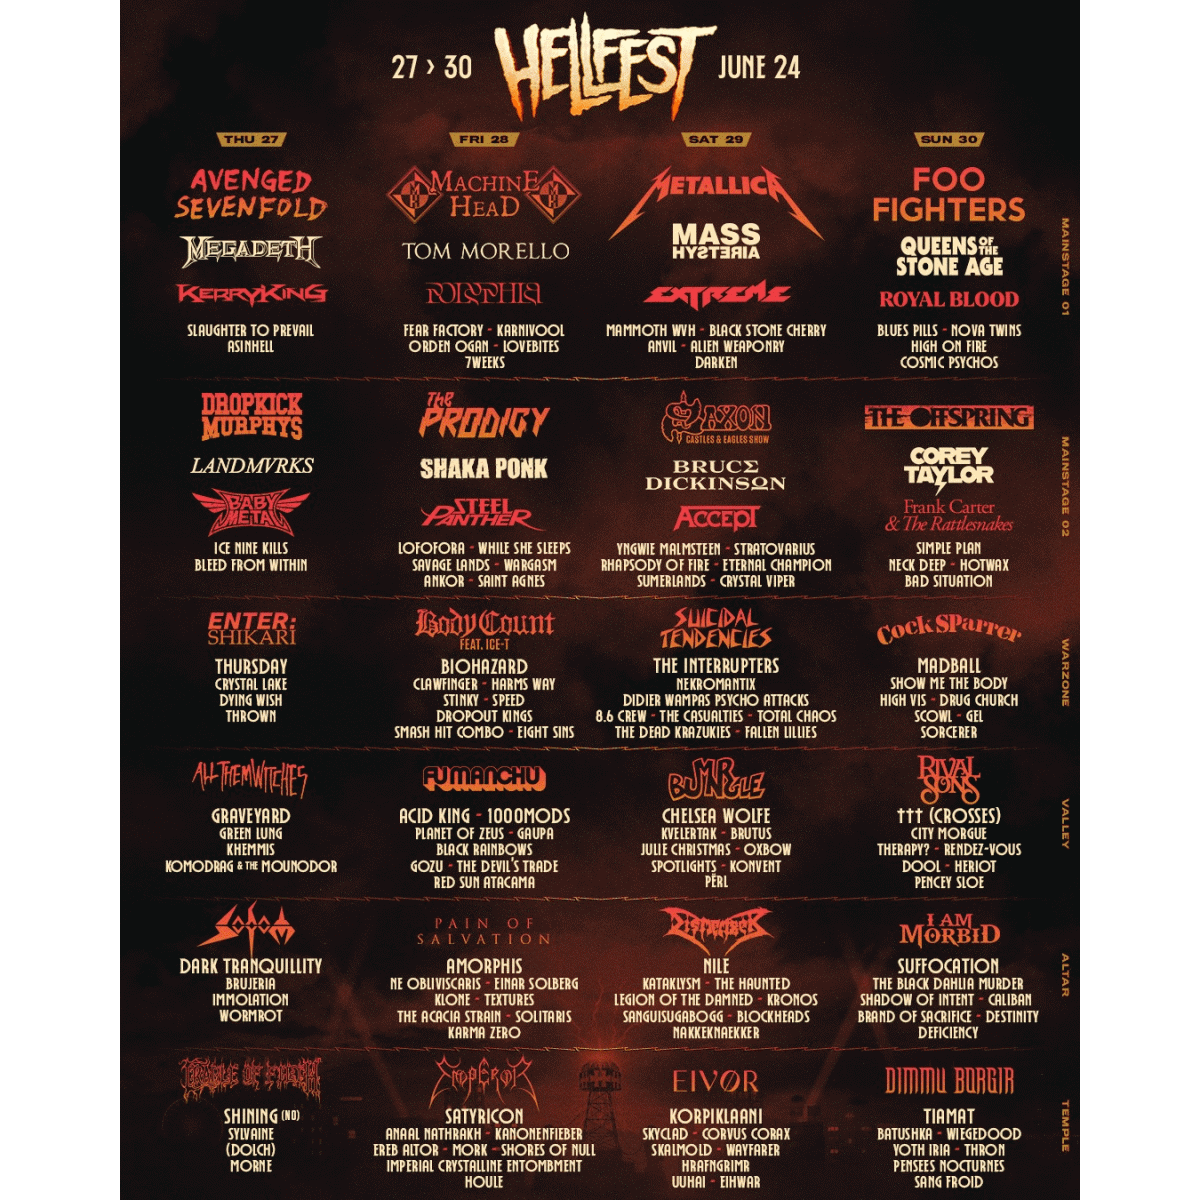 27 > 30 HELLFEST JUNE 24
THU 27
AVENGED
SEVENFOLD
MEGADETH
KERRY KING
SLAUGHTER TO PREVAIL
ASINHELL
FRI 28
MACHINE
HEAD
TOM MORELLO
POLYPHIA
FEAR FACTORY - KARNIVOOL
ORDEN OGAN - LOVEBITES
7WEEKS
SAT 29
METALLICA
MASS
HYSTERIA
EXTREME
MAMMOTH WVH - BLACK STONE CHERRY
ANVIL - ALIEN WEAPONRY
DARKEN
SUN 30
FOO
FIGHTERS
QUEENS OF THE
STONE AGE
ROYAL BLOOD
BLUES PILLS - NOVA TWINS
HIGH ON FIRE
COSMIC PSYCHOS
MAINSTAGE 01
DROPKICK
MURPHYS
LANDMVRKS
BABY
METAL
ICE NINE KILLS
BLEED FROM WITHIN
The
PRODIGY
SHAKA PONK
STEEL
PANTHER
LOFOFORA - WHILE SHE SLEEPS
SAVAGE LANDS - WARGASM
ANKOR - SAINT AGNES
SAXON
CASTLES & EAGLES SHOW
BRUCE
DICKINSON
ACCEPT
YNGWIE MALMSTEEN - STRATOVARIUS
RHAPSODY OF FIRE - ETERNAL CHAMPION
SUMERLANDS - CRYSTAL VIPER
THE OFFSPRING
COREY
TAYLOR
Frank Carter
& The Rattlesnakes
SIMPLE PLAN
NECK DEEP - HOTWAX
BAD SITUATION
MAINSTAGE 02
ENTER:
SHIKARI
THURSDAY
CRYSTAL LAKE
DYING WISH
THROWN
Body Count
FEAT. ICE-T
BIOHAZARD
CLAWFINGER - HARMS WAY
STINKY - SPEED
DROPOUT KINGS
SMASH HIT COMBO - EIGHT SINS
SUICIDAL
TENDENCIES
THE INTERRUPTERS
NEKROMANTIX
DIDIER WAMPAS PSYCHO ATTACKS
8.6 CREW - THE CASUALTIES - TOTAL CHAOS
THE DEAD KRAZUKIES - FALLEN LILLIES
COCK SPARRER
MADBALL
SHOW ME THE BODY
HIGH VIS - DRUG CHURCH
SCOWL - GEL
SORCERER
WARZONE
ALL THEM WITCHES
GRAVEYARD
GREEN LUNG
KHEMMIS
KOMODRAG & THE MOUNODOR
FU MANCHU
ACID KING - 1000MODS
PLANET OF ZEUS - GAUPA
BLACK RAINBOWS
GOZU - THE DEVIL'S TRADE
RED SUN ATACAMA
MR
BUNGLE
CHELSEA WOLFE
KVELERTAK - BRUTUS
JULIE CHRISTMAS - OXBOW
SPOTLIGHTS - KONVENT
PËRL
RIVAL
SONS
††† (CROSSES)
CITY MORGUE
THERAPY? - RENDEZ-VOUS
DOOL - HERIOT
PENCEY SLOE
VALLEY
SODOM
DARK TRANQUILLITY
BRUJERIA
IMMOLATION
WORMROT
PAIN OF
SALVATION
AMORPHIS
NE OBLIVISCARIS - EINAR SOLBERG
KLONE - TEXTURES
THE ACACIA STRAIN - SOLITARIS
KARMA ZERO
DISMEMBER
NILE
KATAKLYSM - THE HAUNTED
LEGION OF THE DAMNED - KRONOS
SANGUISUGABOGG - BLOCKHEADS
NAKKEKNAEKKER
I AM
MORBID
SUFFOCATION
THE BLACK DAHLIA MURDER
SHADOW OF INTENT - CALIBAN
BRAND OF SACRIFICE - DESTINITY
DEFICIENCY
ALTAR
CRADLE OF FILTH
SHINING (NO)
SYLVAINE
(DOLCH)
MORNE
EMPEROR
SATYRICON
ANAAL NATHRAKH - KANONENFIEBER
EREB ALTOR - MORK - SHORES OF NULL
IMPERIAL CRYSTALLINE ENTOMBMENT
HOULE
EIVØR
KORPIKLAANI
SKYCLAD - CORVUS CORAX
SKALMOLD - WAYFARER
HRAFNGRIMR
UUHAI - EIHWAR
DIMMU BORGIR
TIAMAT
BATUSHKA - WIEGEDOOD
YOTH IRIA - THRON
PENSEES NOCTURNES
SANG FROID
TEMPLE